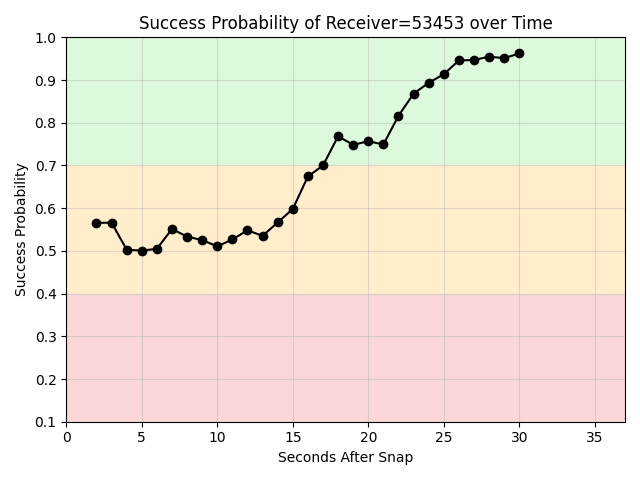 Success Probability of Receiver=53453 over Time
1.0
0.9
0.8
0.7
0.6
0.5
0.4
0.3
0.2
0.1
Success Probability
0 5 10 15 20 25 30 35
Seconds After Snap